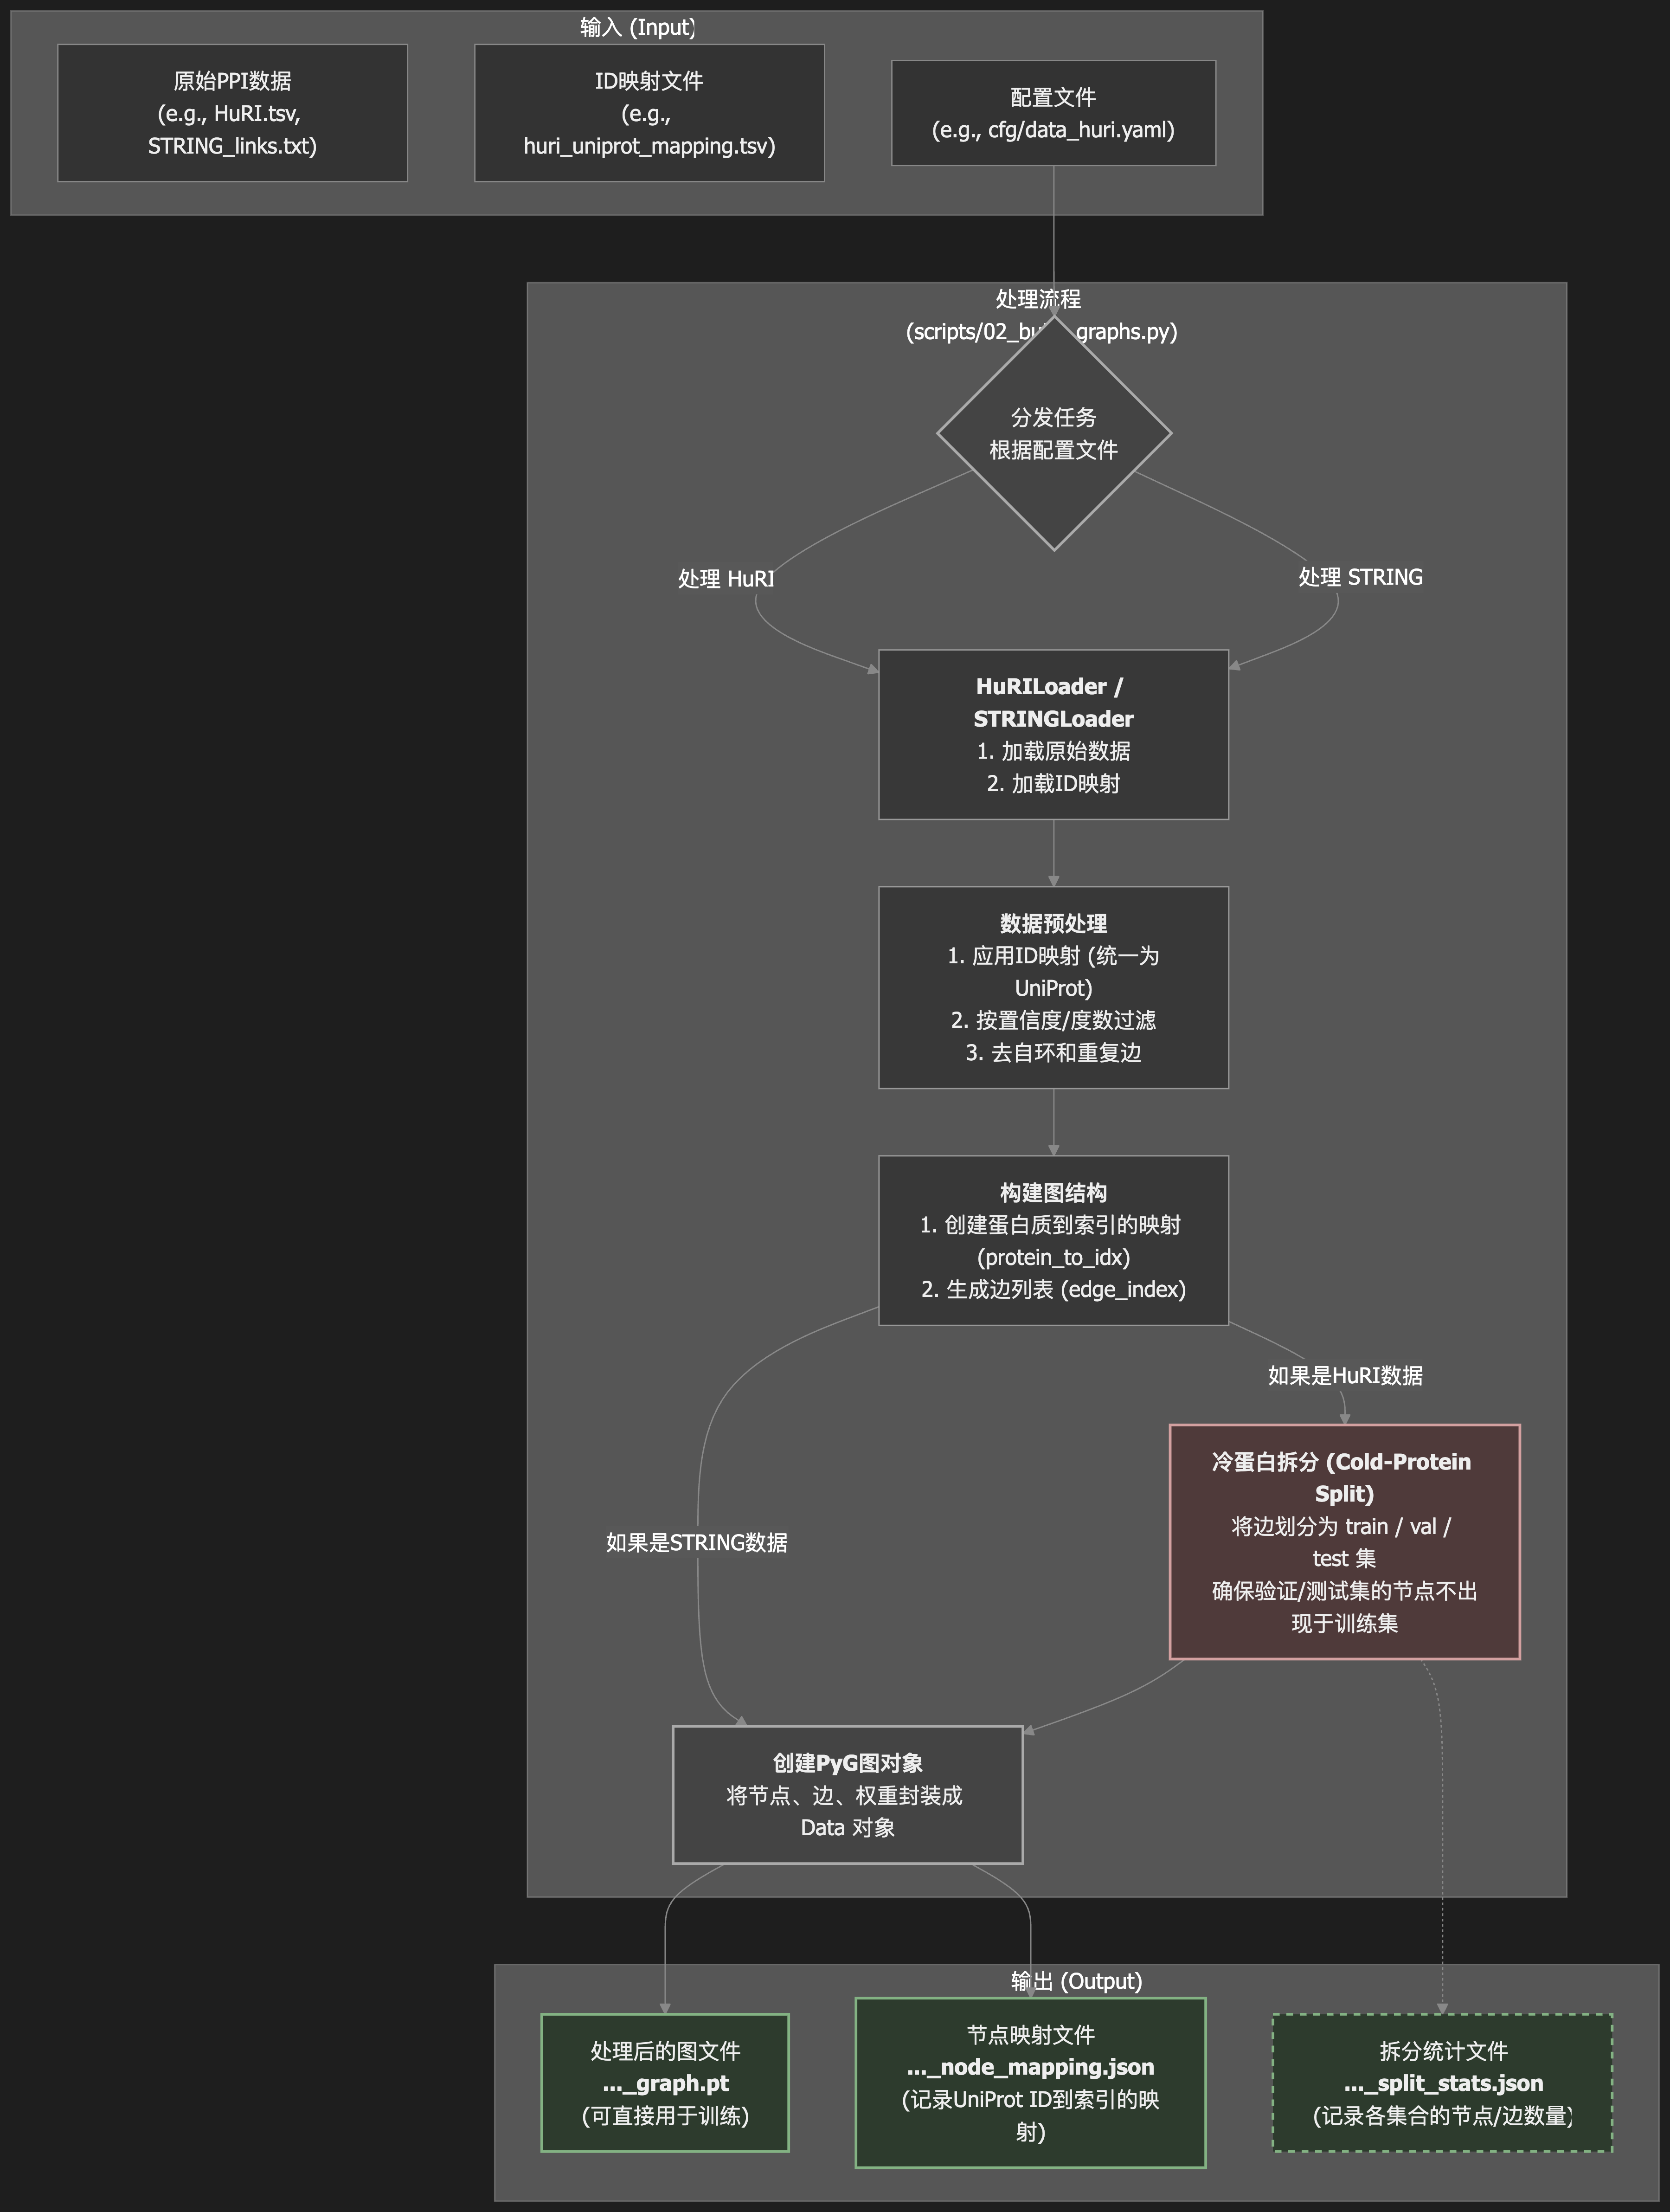 输入 (Input)
原始PPI数据
(e.g., HuRI.tsv,
STRING_links.txt)
ID映射文件
(e.g.,
huri_uniprot_mapping.tsv)
配置文件
(e.g., cfg/data_huri.yaml)
处理流程
(scripts/02_bu graphs.py)
分发任务
根据配置文件
处理 HuRI
处理 STRING
HuRILoader /
STRINGLoader
1. 加载原始数据
2. 加载ID映射
数据预处理
1. 应用ID映射 (统一为
UniProt)
2. 按置信度/度数过滤
3. 去自环和重复边
构建图结构
1. 创建蛋白质到索引的映射
(protein_to_idx)
2. 生成边列表 (edge_index)
如果是HuRI数据
冷蛋白拆分 (Cold-Protein
Split)
将边划分为 train / val /
test 集
确保验证/测试集的节点不出
现于训练集
如果是STRING数据
创建PyG图对象
将节点、边、权重封装成
Data 对象
输出 (Output)
处理后的图文件
..._graph.pt
(可直接用于训练)
节点映射文件
..._node_mapping.json
(记录UniProt ID到索引的映
射)
拆分统计文件
..._split_stats.json
(记录各集合的节点/边数量)